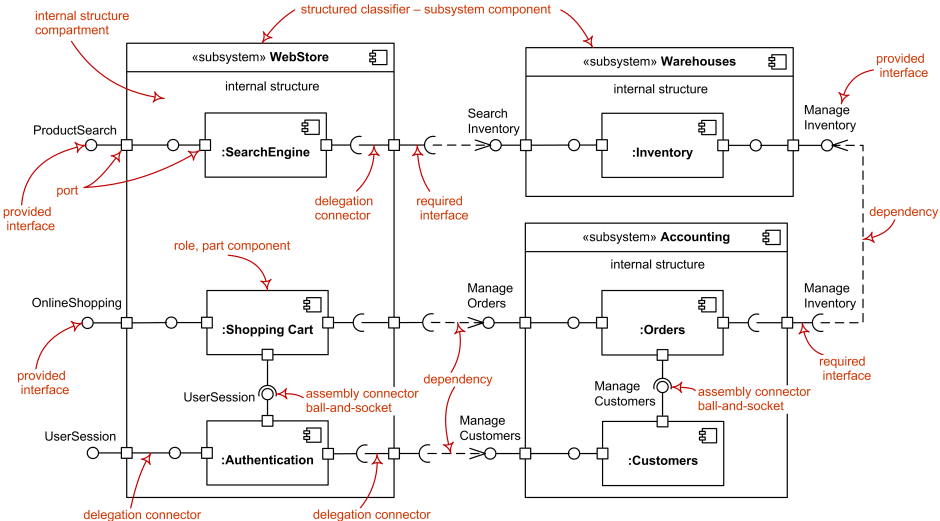 structured classifier – subsystem component
internal structure
compartment
«subsystem» WebStore
internal structure
«subsystem» Warehouses
internal structure
provided
interface
ProductSearch
:SearchEngine
Search
Inventory
:Inventory
Manage
Inventory
port
provided
interface
delegation
connector
required
interface
dependency
role, part component
«subsystem» Accounting
internal structure
OnlineShopping
:Shopping Cart
Manage
Orders
:Orders
Manage
Inventory
provided
interface
dependency
required
interface
UserSession
assembly connector
ball-and-socket
Manage
Customers
assembly connector
ball-and-socket
UserSession
:Authentication
Manage
Customers
:Customers
delegation connector
delegation connector